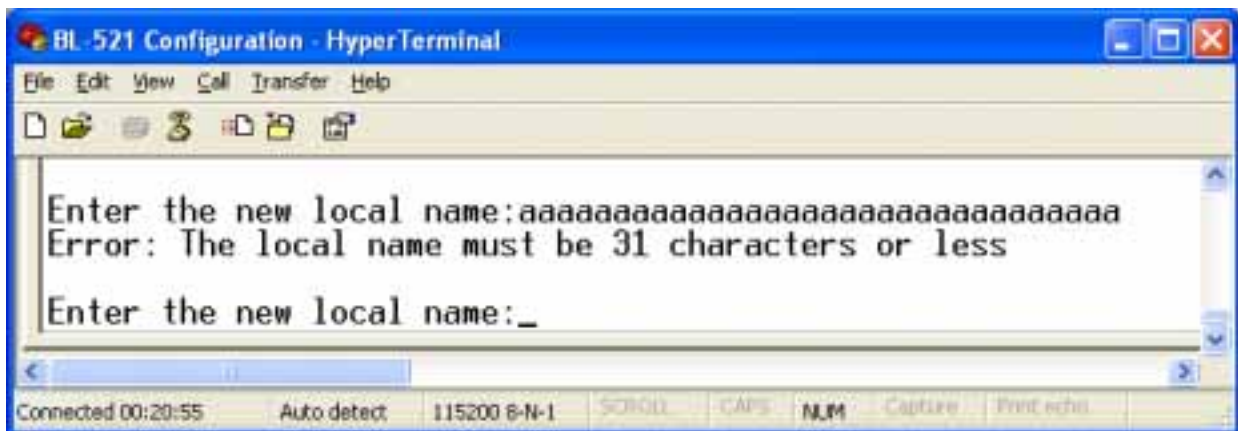 BL-521 Configuration - HyperTerminal
File Edit View Call Transfer Help
Enter the new local name:aaaaaaaaaaaaaaaaaaaaaaaaaaaaaaaa
Error: The local name must be 31 characters or less
Enter the new local name:_
Connected 00:20:55 Auto detect 115200 8-N-1 SCROLL CAPS NUM Capture Print echo